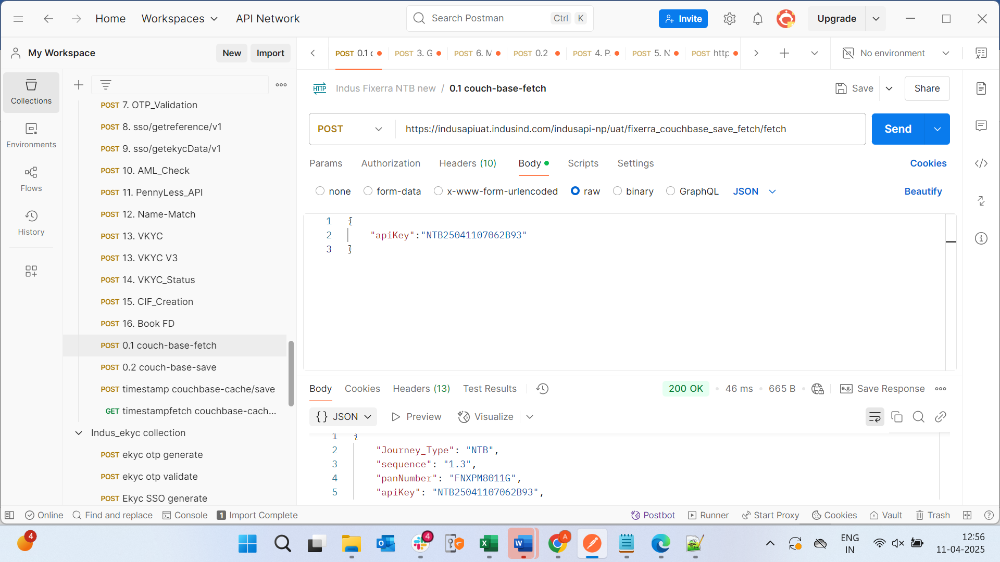 Home
Workspaces
API Network
Search Postman
Ctrl
K
Invite
Upgrade
My Workspace
New
Import
POST 0.1 c
POST 3. G
POST 6. M
POST 0.2
POST 4. P.
POST 5. N
POST http
No environment
Collections
Environments
Flows
History
POST 7. OTP_Validation
POST 8. sso/getreference/v1
POST 9. sso/getekycData/v1
POST 10. AML_Check
POST 11. PennyLess_API
POST 12. Name-Match
POST 13. VKYC
POST 13. VKYC V3
POST 14. VKYC_Status
POST 15. CIF_Creation
POST 16. Book FD
POST 0.1 couch-base-fetch
POST 0.2 couch-base-save
POST timestamp couchbase-cache/save
GET timestampfetch couchbase-cach...
Indus_ekyc collection
POST ekyc otp generate
POST ekyc otp validate
POST Ekyc SSO generate
HTTP
Indus Fixerra NTB new / 0.1 couch-base-fetch
Save
Share
POST
https://indusapiuat.indusind.com/indusapi-np/uat/fixerra_couchbase_save_fetch/fetch
Send
Params
Authorization
Headers (10)
Body
Scripts
Settings
Cookies
none
form-data
x-www-form-urlencoded
raw
binary
GraphQL
JSON
Beautify
1 {
2 "apiKey":"NTB25041107062B93"
3 }
Body
Cookies
Headers (13)
Test Results
200 OK
46 ms
665 B
e.g.
Save Response
{} JSON
Preview
Visualize
1 {
2 "Journey_Type": "NTB",
3 "sequence": "1.3",
4 "panNumber": "FNXPM8011G",
5 "apiKey": "NTB25041107062B93",
Online
Find and replace
Console
1 Import Complete
Postbot
Runner
Start Proxy
Cookies
Vault
Trash
4
4
A
ENG
IN
12:56
11-04-2025